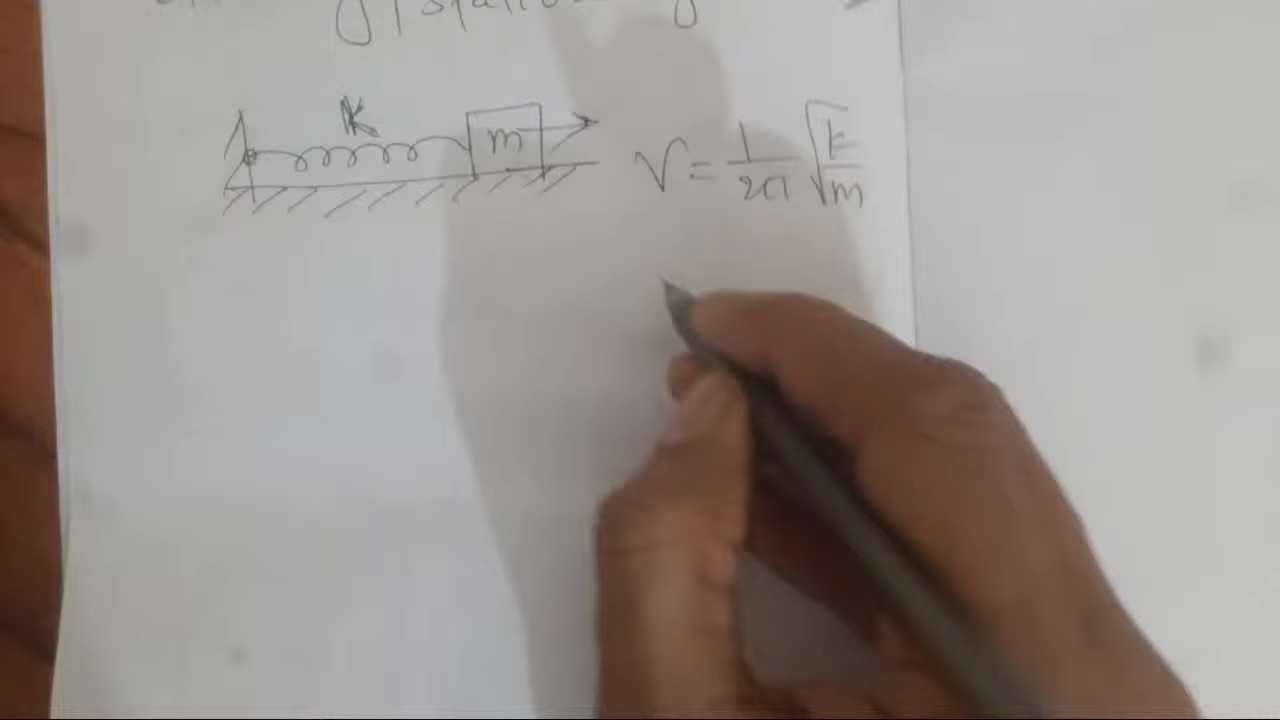 k
m
ν = 1/2π √k/m